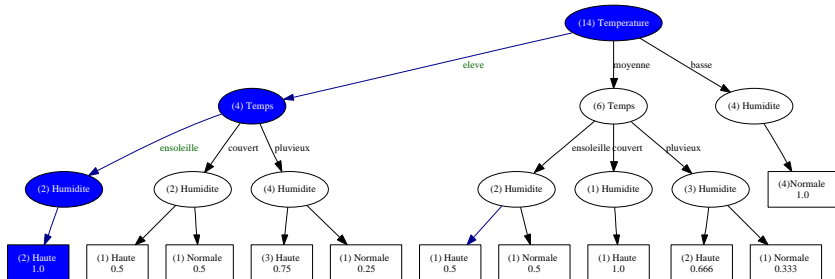 (14) Temperature
eleve
moyenne
basse
(4) Temps
(6) Temps
(4) Humidite
ensoleille
couvert
pluvieux
ensoleille
couvert
pluvieux
(2) Humidite
(2) Humidite
(4) Humidite
(2) Humidite
(1) Humidite
(3) Humidite
(4)Normale
1.0
(2) Haute
1.0
(1) Haute
0.5
(1) Normale
0.5
(3) Haute
0.75
(1) Normale
0.25
(1) Haute
0.5
(1) Normale
0.5
(1) Haute
1.0
(2) Haute
0.666
(1) Normale
0.333